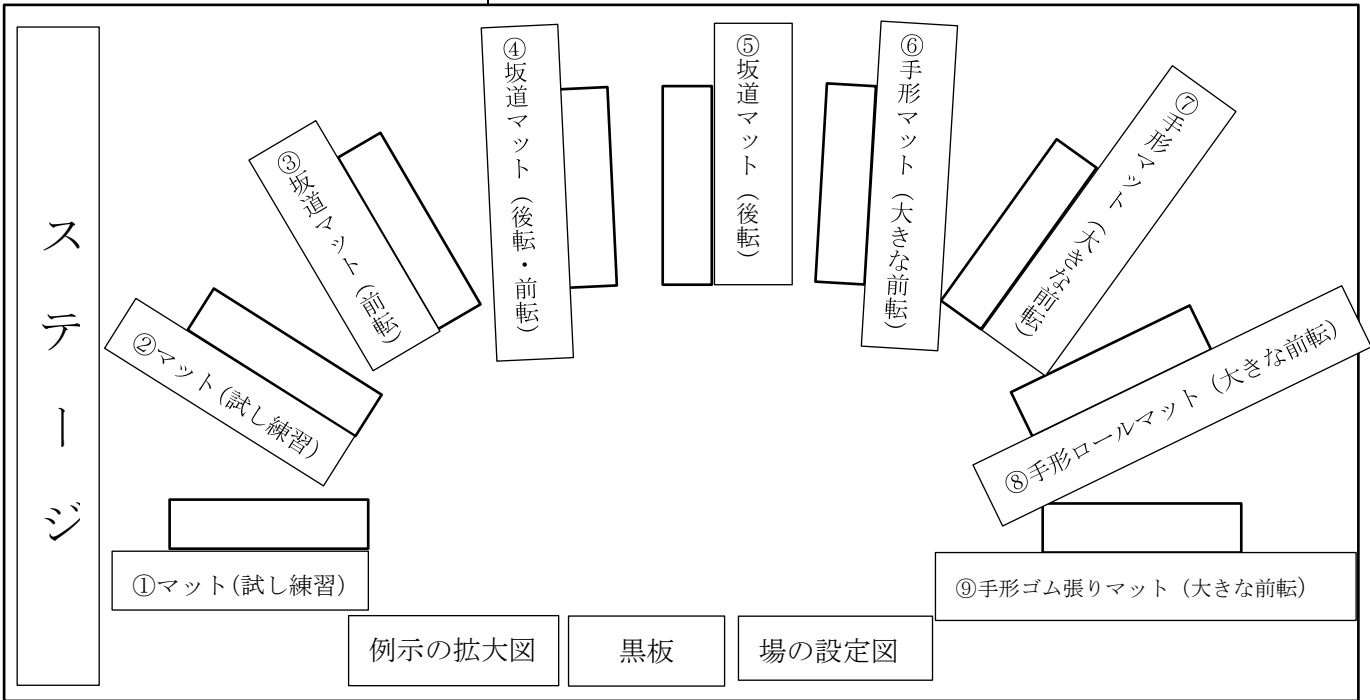 ステージ
①マット(試し練習)
②マット(試し練習)
③坂道マット(前転)
④坂道マット(後転・前転)
⑤坂道マット(後転)
⑥手形マット(大きな前転)
⑦手形マット(大きな前転)
⑧手形ロールマット(大きな前転)
⑨手形ゴム張りマット(大きな前転)
例示の拡大図
黒板
場の設定図